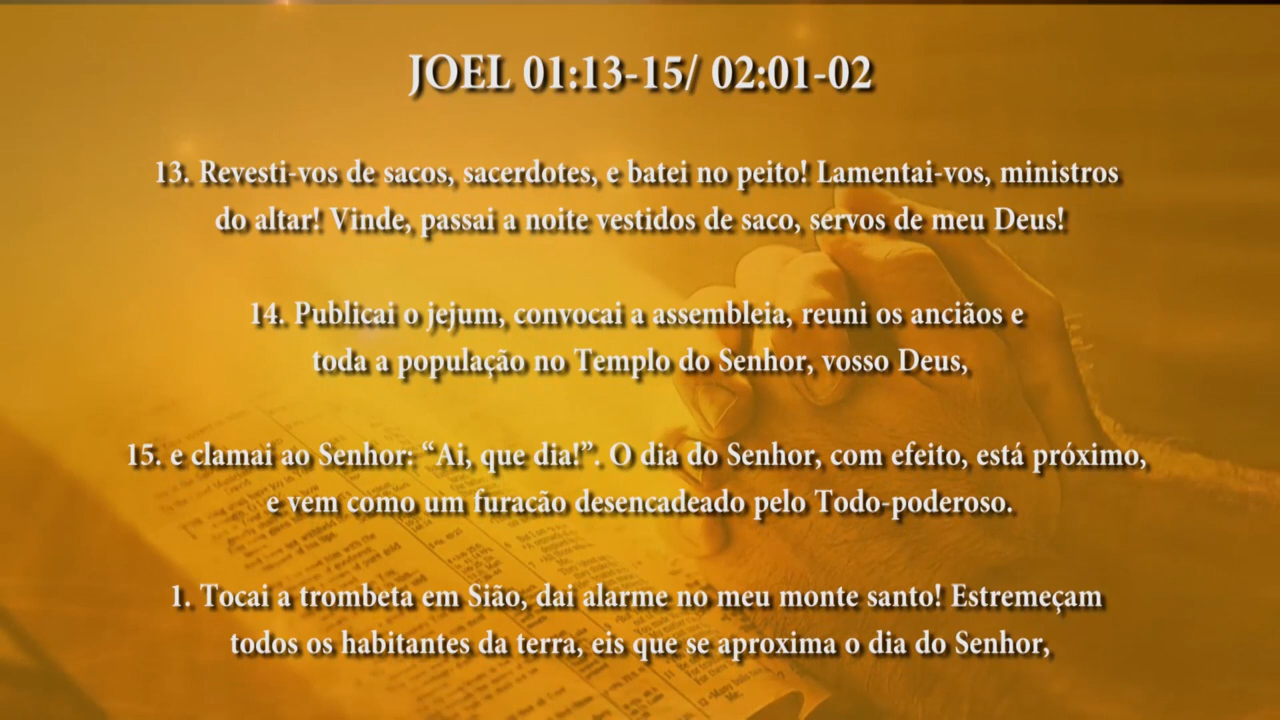 JOEL 01:13-15/ 02:01-02
13. Revesti-vos de sacos, sacerdotes, e batei no peito! Lamentai-vos, ministros
do altar! Vinde, passai a noite vestidos de saco, servos de meu Deus!
14. Publicai o jejum, convocai a assembleia, reuni os anciãos e
toda a população no Templo do Senhor, vosso Deus,
15. e clamai ao Senhor: “Ai, que dia!”. O dia do Senhor, com efeito, está próximo,
e vem como um furacão desencadeado pelo Todo-poderoso.
1. Tocai a trombeta em Sião, dai alarme no meu monte santo! Estremeçam
todos os habitantes da terra, eis que se aproxima o dia do Senhor,